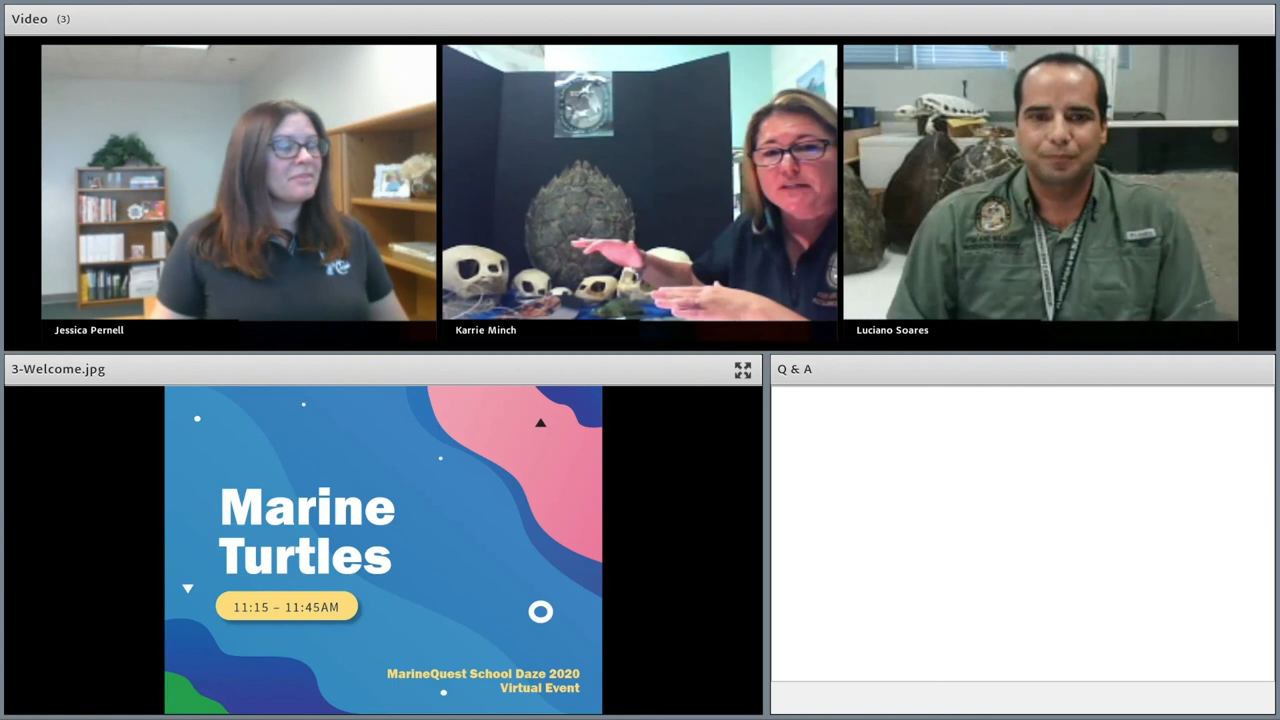 Video (3)
Jessica Pernell
Karrie Minch
Luciano Soares
3-Welcome.jpg
Marine
Turtles
11:15 – 11:45AM
MarineQuest School Daze 2020
Virtual Event
Q & A